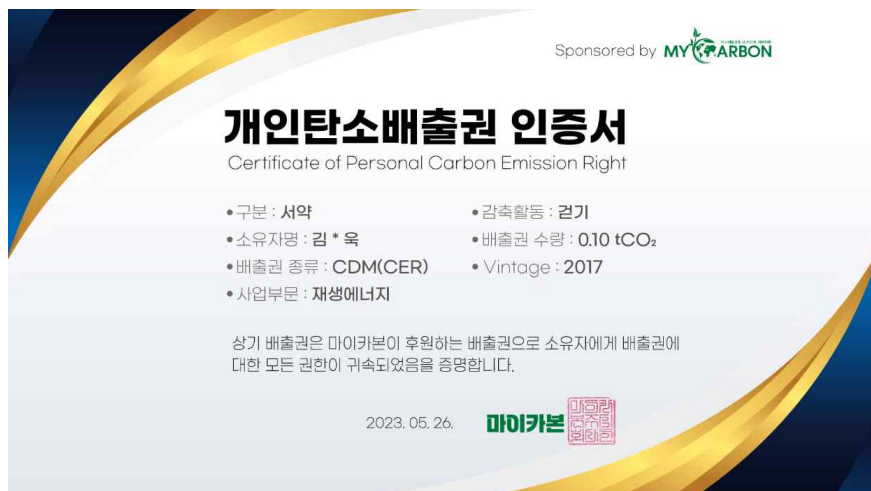 Sponsored by MY CARBON
개인탄소배출권 인증서
Certificate of Personal Carbon Emission Right
• 구분 : 서약
• 감축활동 : 걷기
• 소유자명 : 김 * 욱
• 배출권 수량 : 0.10 tCO₂
• 배출권 종류 : CDM(CER)
• Vintage : 2017
• 사업부문 : 재생에너지
상기 배출권은 마이카본이 후원하는 배출권으로 소유자에게 배출권에
대한 모든 권한이 귀속되었음을 증명합니다.
2023. 05. 26.
마이카본